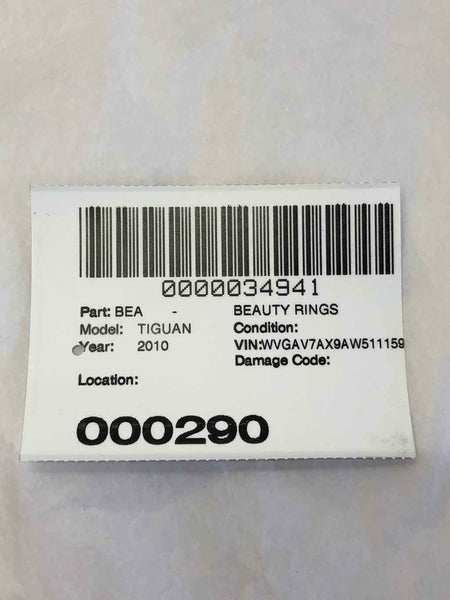 0000034941
Part: BEA - BEAUTY RINGS
Model: TIGUAN Condition:
Year: 2010 VIN:WVGAV7AX9AW511159
Damage Code:
Location:
000290